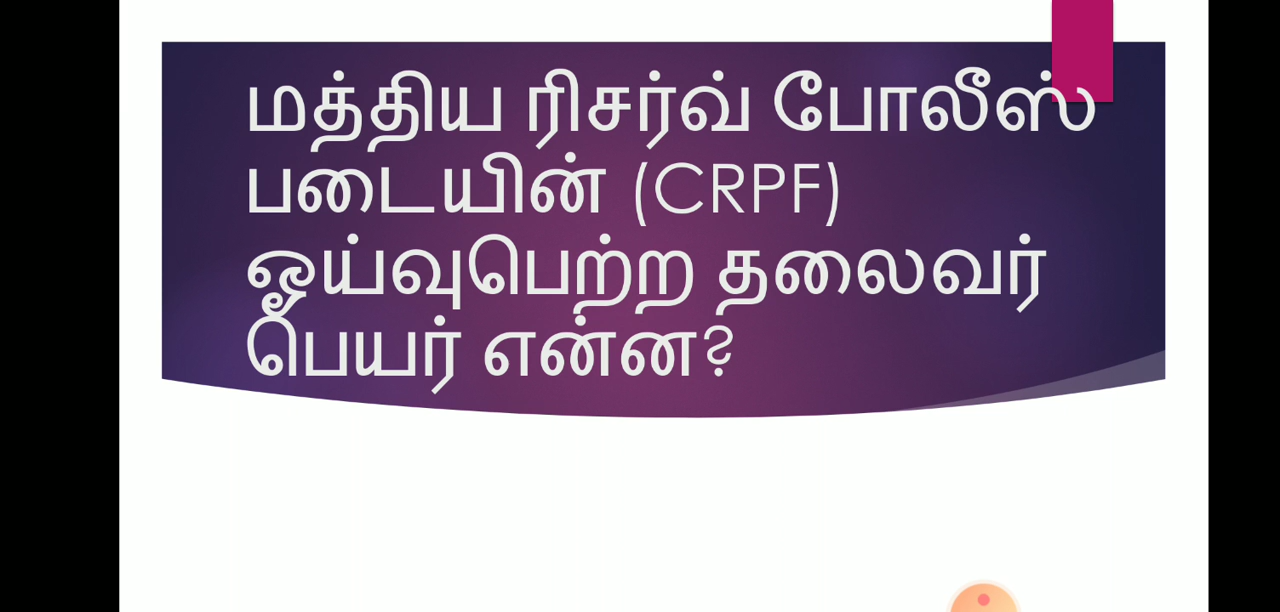 மத்திய ரிசர்வ் போலீஸ்
படையின் (CRPF)
ஓய்வுபெற்ற தலைவர்
பெயர் என்ன?